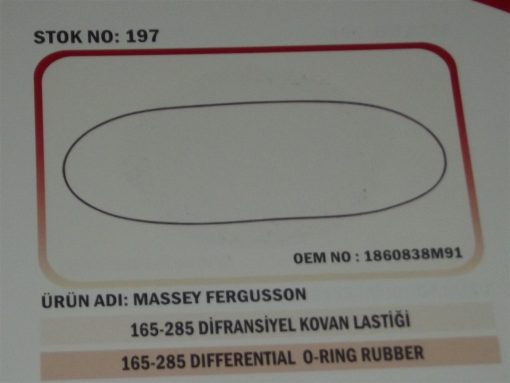 STOK NO: 197
OEM NO : 1860838M91
ÜRÜN ADI: MASSEY FERGUSSON
165-285 DİFRANSİYEL KOVAN LASTİĞİ
165-285 DIFFERENTIAL O-RING RUBBER